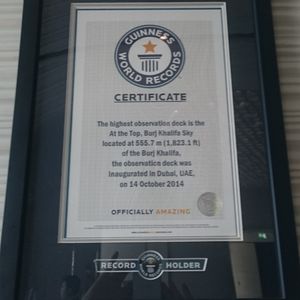 GUINNESS
WORLD RECORDS
CERTIFICATE
The highest observation deck is the
At the Top, Burj Khalifa Sky
located at 555.7 m (1,823.1 ft)
of the Burj Khalifa,
the observation deck was
inaugurated in Dubai, UAE,
on 14 October 2014
OFFICIALLY AMAZING
RECORD HOLDER